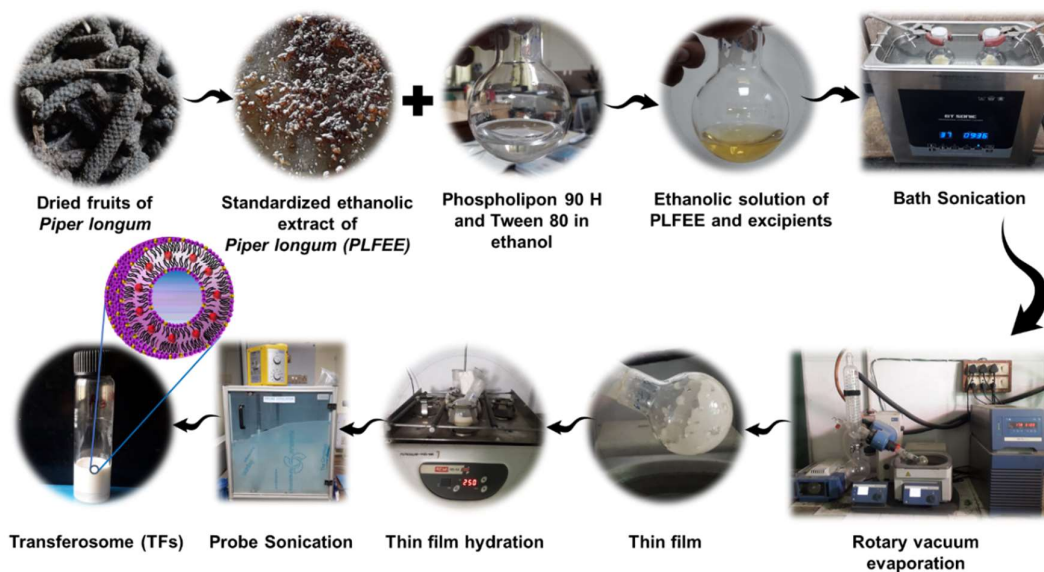 Dried fruits of
Piper longum
Standardized ethanolic
extract of
Piper longum (PLFEE)
Phospholipon 90 H
and Tween 80 in
ethanol
Ethanolic solution of
PLFEE and excipients
Bath Sonication
Transferosome (TFs)
Probe Sonication
Thin film hydration
250
Thin film
Rotary vacuum
evaporation